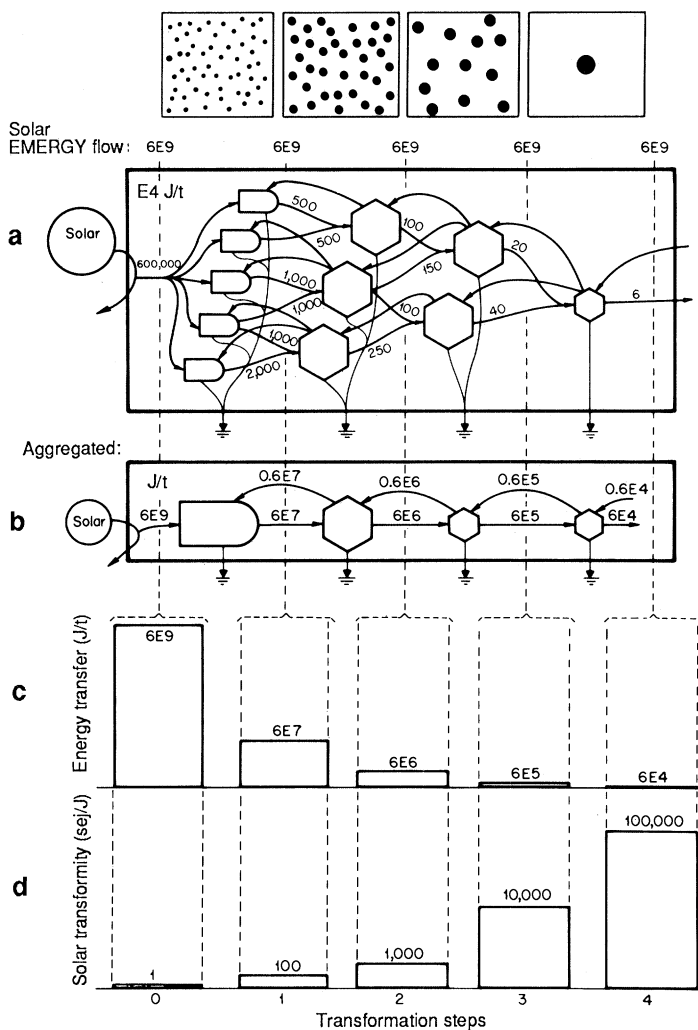 Solar
EMERGY flow: 6E9 6E9 6E9 6E9 6E9
a
E4 J/t
Solar
600,000
500
500
1,000
1,000
1,000
2,000
100
150
100
250
20
40
6
Aggregated:
b
J/t
Solar
6E9
0.6E7
6E7
0.6E6
6E6
0.6E5
6E5
0.6E4
6E4
c
Energy transfer (J/t)
6E9
6E7
6E6
6E5
6E4
d
Solar transformity (sej/J)
1
100
1,000
10,000
100,000
0 1 2 3 4
Transformation steps